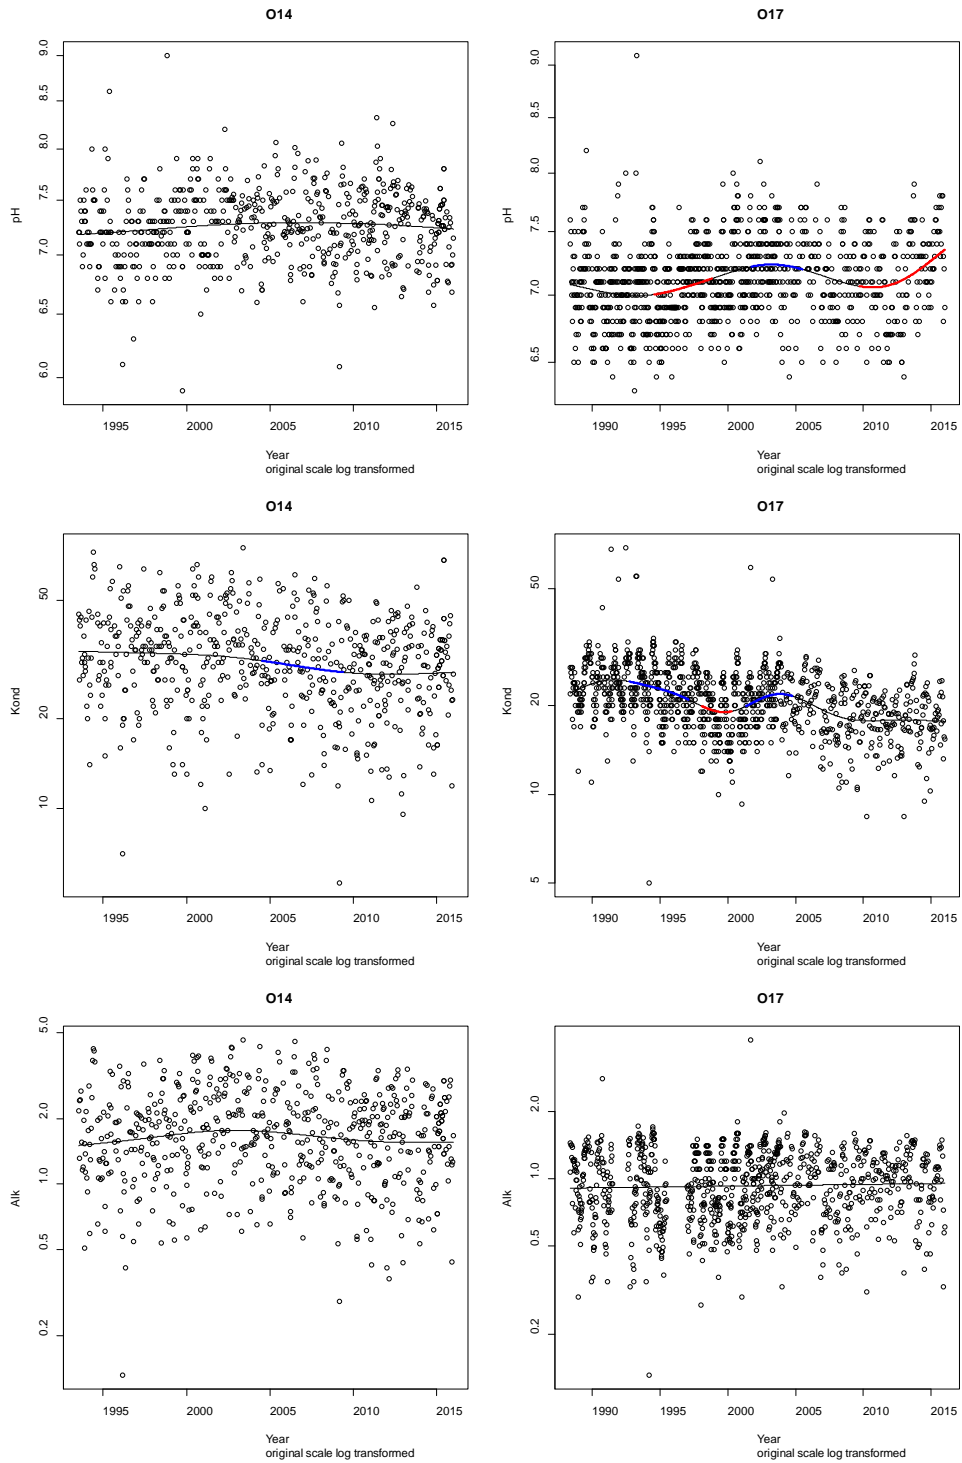 O14
O17
9.0
8.5
8.0
7.5
7.0
6.5
6.0
pH
1995
2000
2005
2010
2015
Year
original scale log transformed
9.0
8.5
8.0
7.5
7.0
6.5
pH
1990
1995
2000
2005
2010
2015
Year
original scale log transformed
O14
O17
50
20
10
Kond
1995
2000
2005
2010
2015
Year
original scale log transformed
50
20
10
5
Kond
1990
1995
2000
2005
2010
2015
Year
original scale log transformed
O14
O17
5.0
2.0
1.0
0.5
0.2
Alk
1995
2000
2005
2010
2015
Year
original scale log transformed
2.0
1.0
0.5
0.2
Alk
1990
1995
2000
2005
2010
2015
Year
original scale log transformed